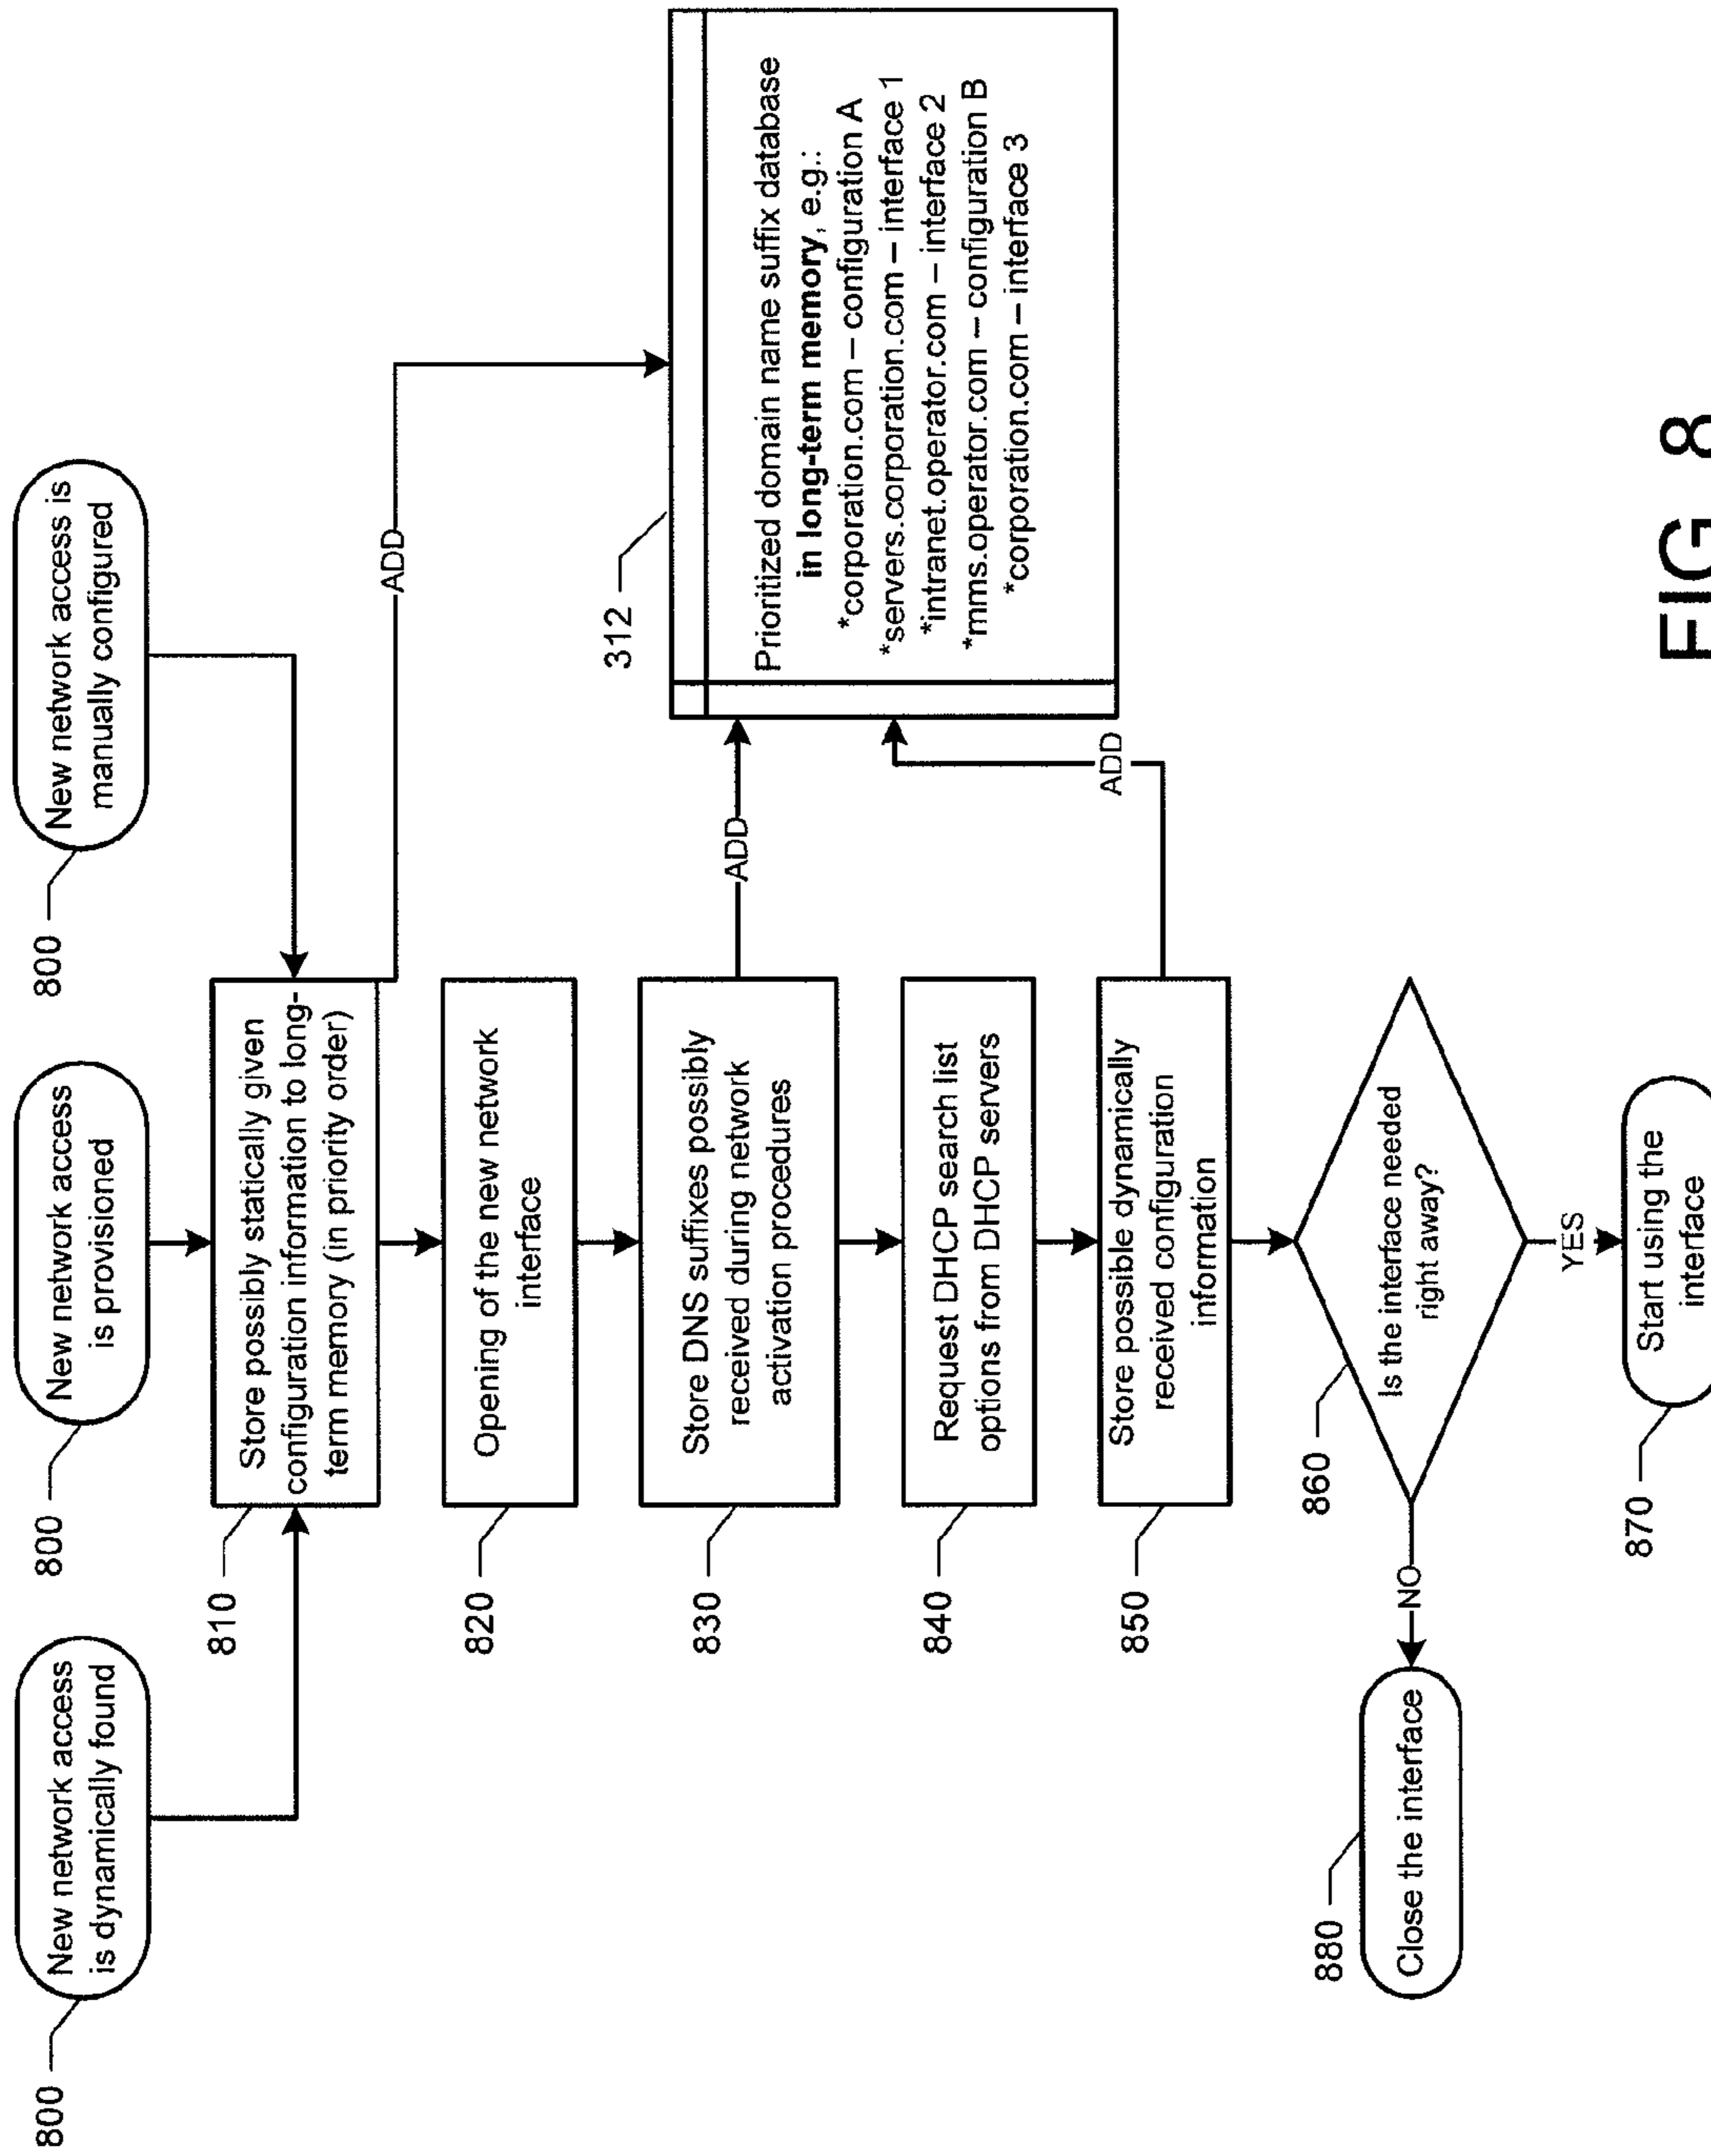 800
New network access
is dynamically found
800
New network access
is provisioned
800
New network access is
manually configured
810
Store possibly statically given
configuration information to long-
term memory (in priority order)
ADD
820
Opening of the new network
interface
312
Prioritized domain name suffix database
in long-term memory, e.g.:
*corporation.com – configuration A
*servers.corporation.com – interface 1
*intranet.operator.com – interface 2
*mms.operator.com – configuration B
*corporation.com – interface 3
830
Store DNS suffixes possibly
received during network
activation procedures
ADD
840
Request DHCP search list
options from DHCP servers
850
Store possible dynamically
received configuration
information
ADD
860
Is the interface needed
right away?
NO
880
Close the interface
YES
870
Start using the
interface
FIG 8